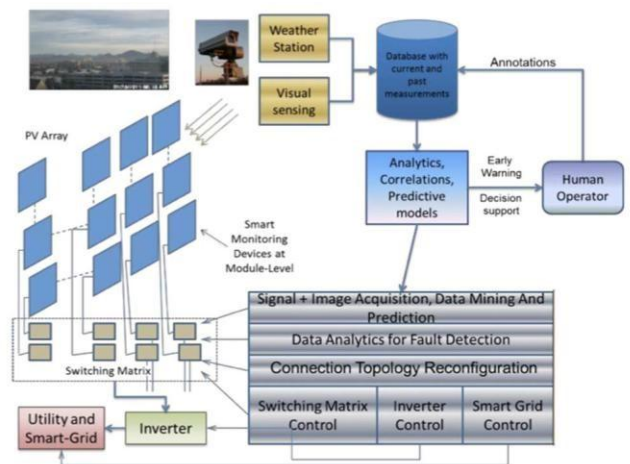 Weather
Station
Visual
sensing
Database with
current and
past
measurements
Annotations
PV Array
Analytics,
Correlations,
Predictive
models
Early
Warning
Decision
support
Human
Operator
Smart
Monitoring
Devices at
Module-Level
Signal + Image Acquisition, Data Mining And
Prediction
Data Analytics for Fault Detection
Connection Topology Reconfiguration
Switching Matrix
Switching Matrix
Control
Inverter
Control
Smart Grid
Control
Utility and
Smart-Grid
Inverter